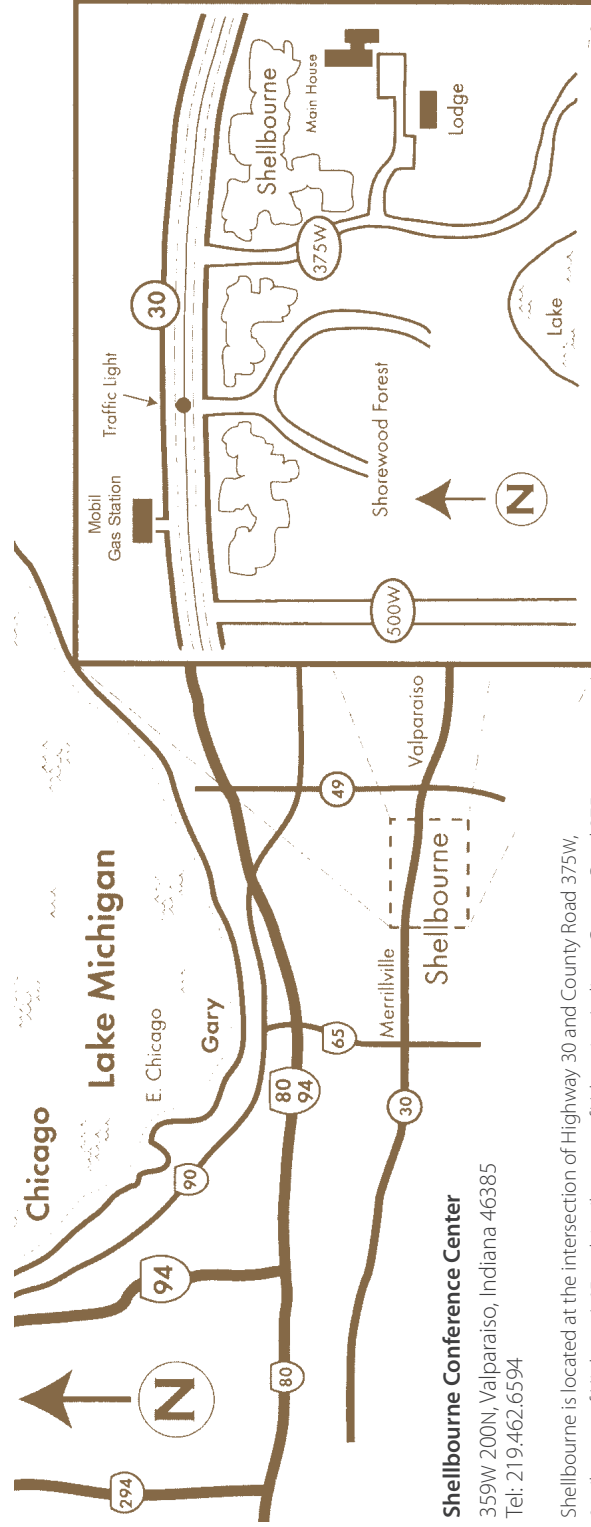 Chicago
Lake Michigan
E. Chicago
Gary
294
94
90
80
80
94
65
49
30
Merrillville
Valparaiso
Shellbourne
N
Mobil
Gas Station
Traffic Light
30
Shellbourne
Main House
Lodge
375W
500W
Shorewood Forest
Lake
N
Shellbourne Conference Center
359W 200N, Valparaiso, Indiana 46385
Tel: 219.462.6594
Shellbourne is located at the intersection of Highway 30 and County Road 375W,